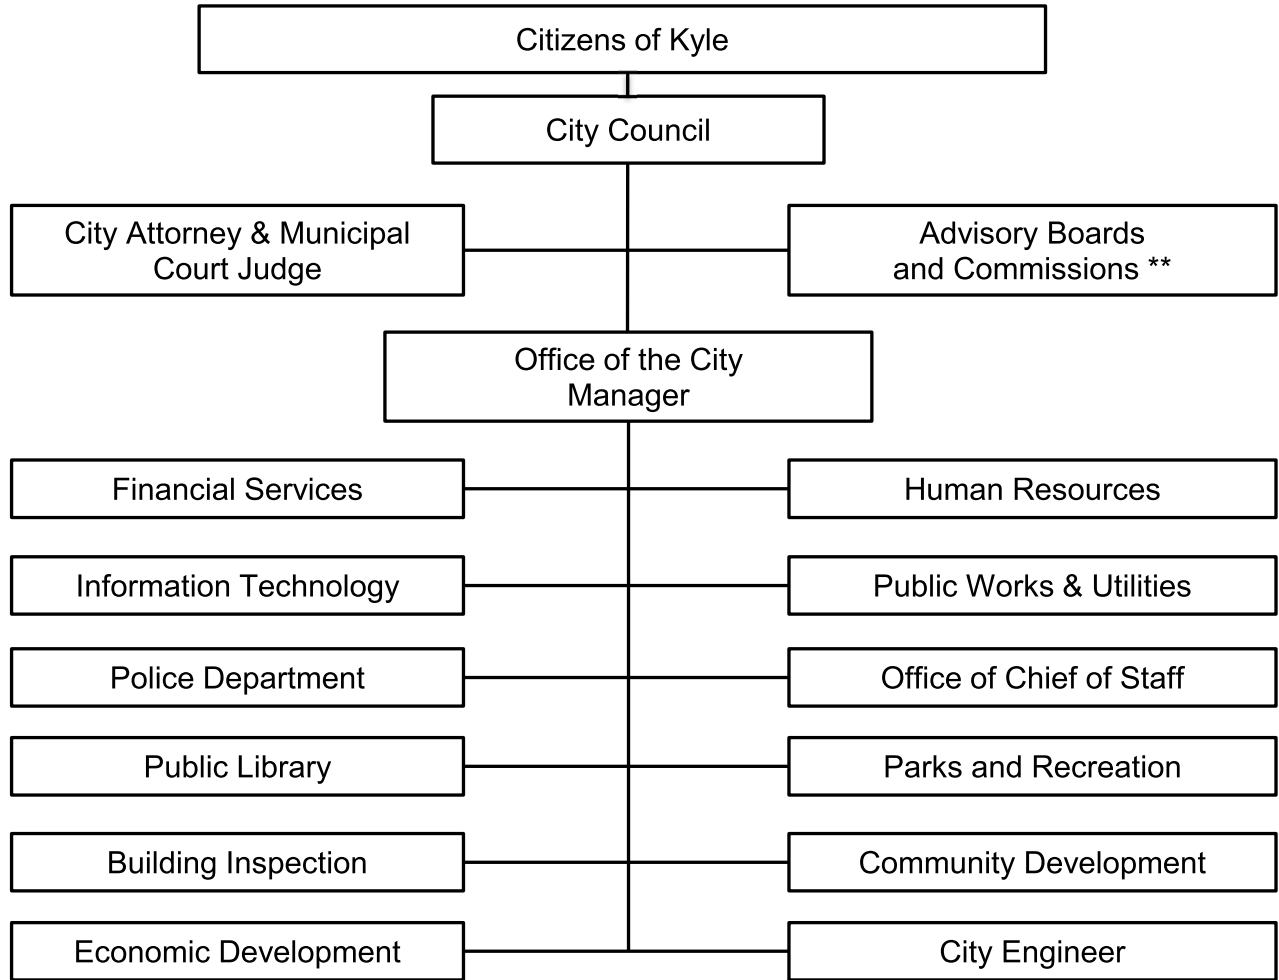 Citizens of Kyle
City Council
City Attorney & Municipal
Court Judge
Advisory Boards
and Commissions **
Office of the City
Manager
Financial Services
Human Resources
Information Technology
Public Works & Utilities
Police Department
Office of Chief of Staff
Public Library
Parks and Recreation
Building Inspection
Community Development
Economic Development
City Engineer